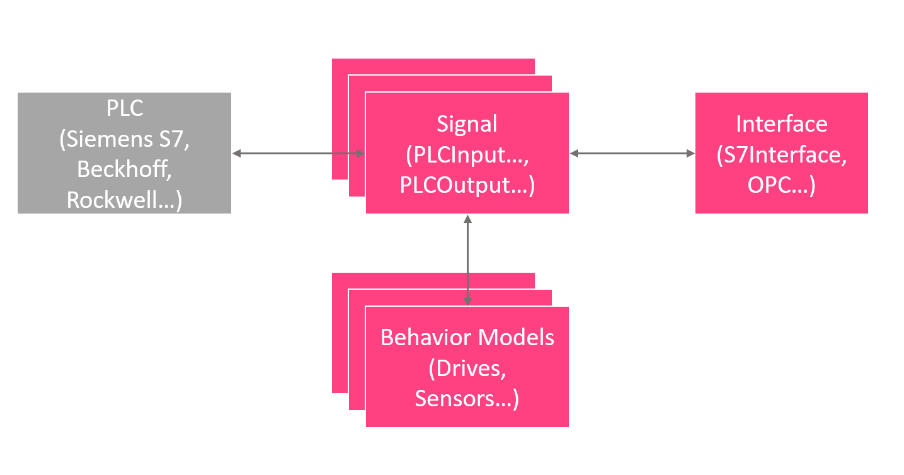 PLC
(Siemens S7,
Beckhoff,
Rockwell...)
Signal
(PLCInput...,
PLCOutput...)
Interface
(S7Interface,
OPC...)
Behavior Models
(Drives,
Sensors...)